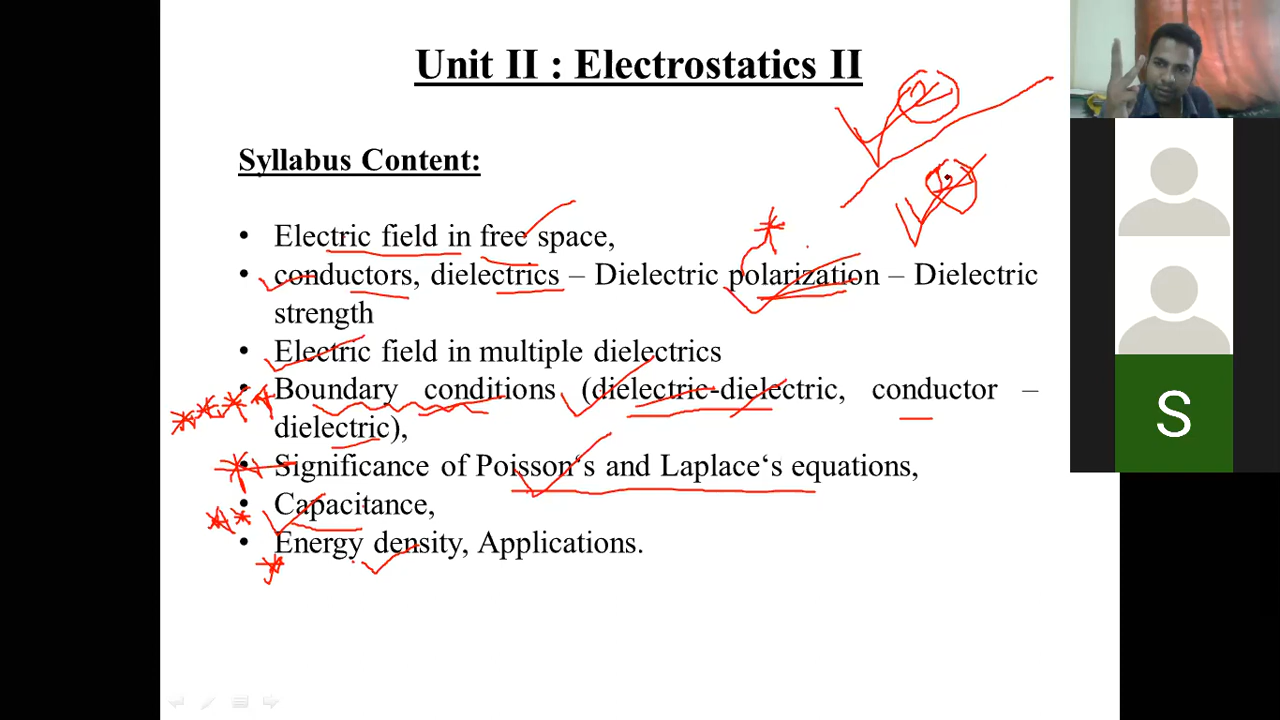 Unit II : Electrostatics II
Syllabus Content:
• Electric field in free space,
• conductors, dielectrics – Dielectric polarization – Dielectric
strength
• Electric field in multiple dielectrics
• Boundary conditions (dielectric-dielectric, conductor –
dielectric),
• Significance of Poisson‘s and Laplace‘s equations,
• Capacitance,
• Energy density, Applications.
S